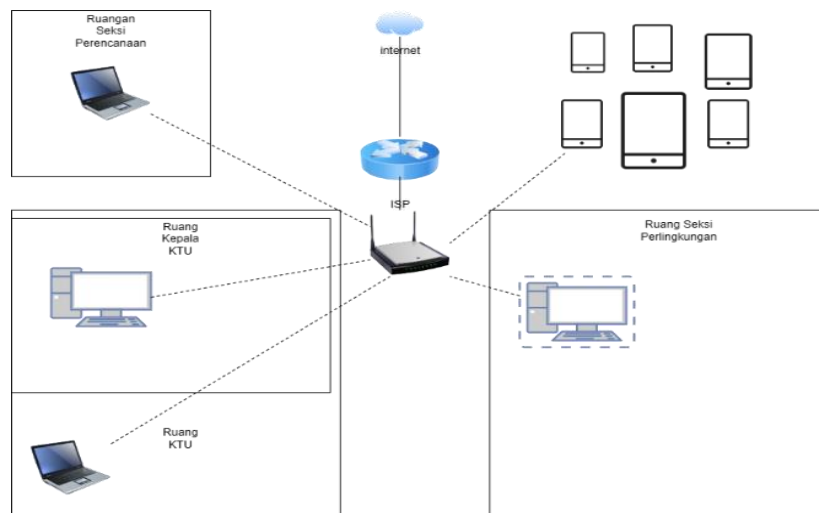 Ruangan
Seksi
Perencanaan
internet
ISP
Ruang
Kepala
KTU
Ruang Seksi
Perlingkungan
Ruang
KTU